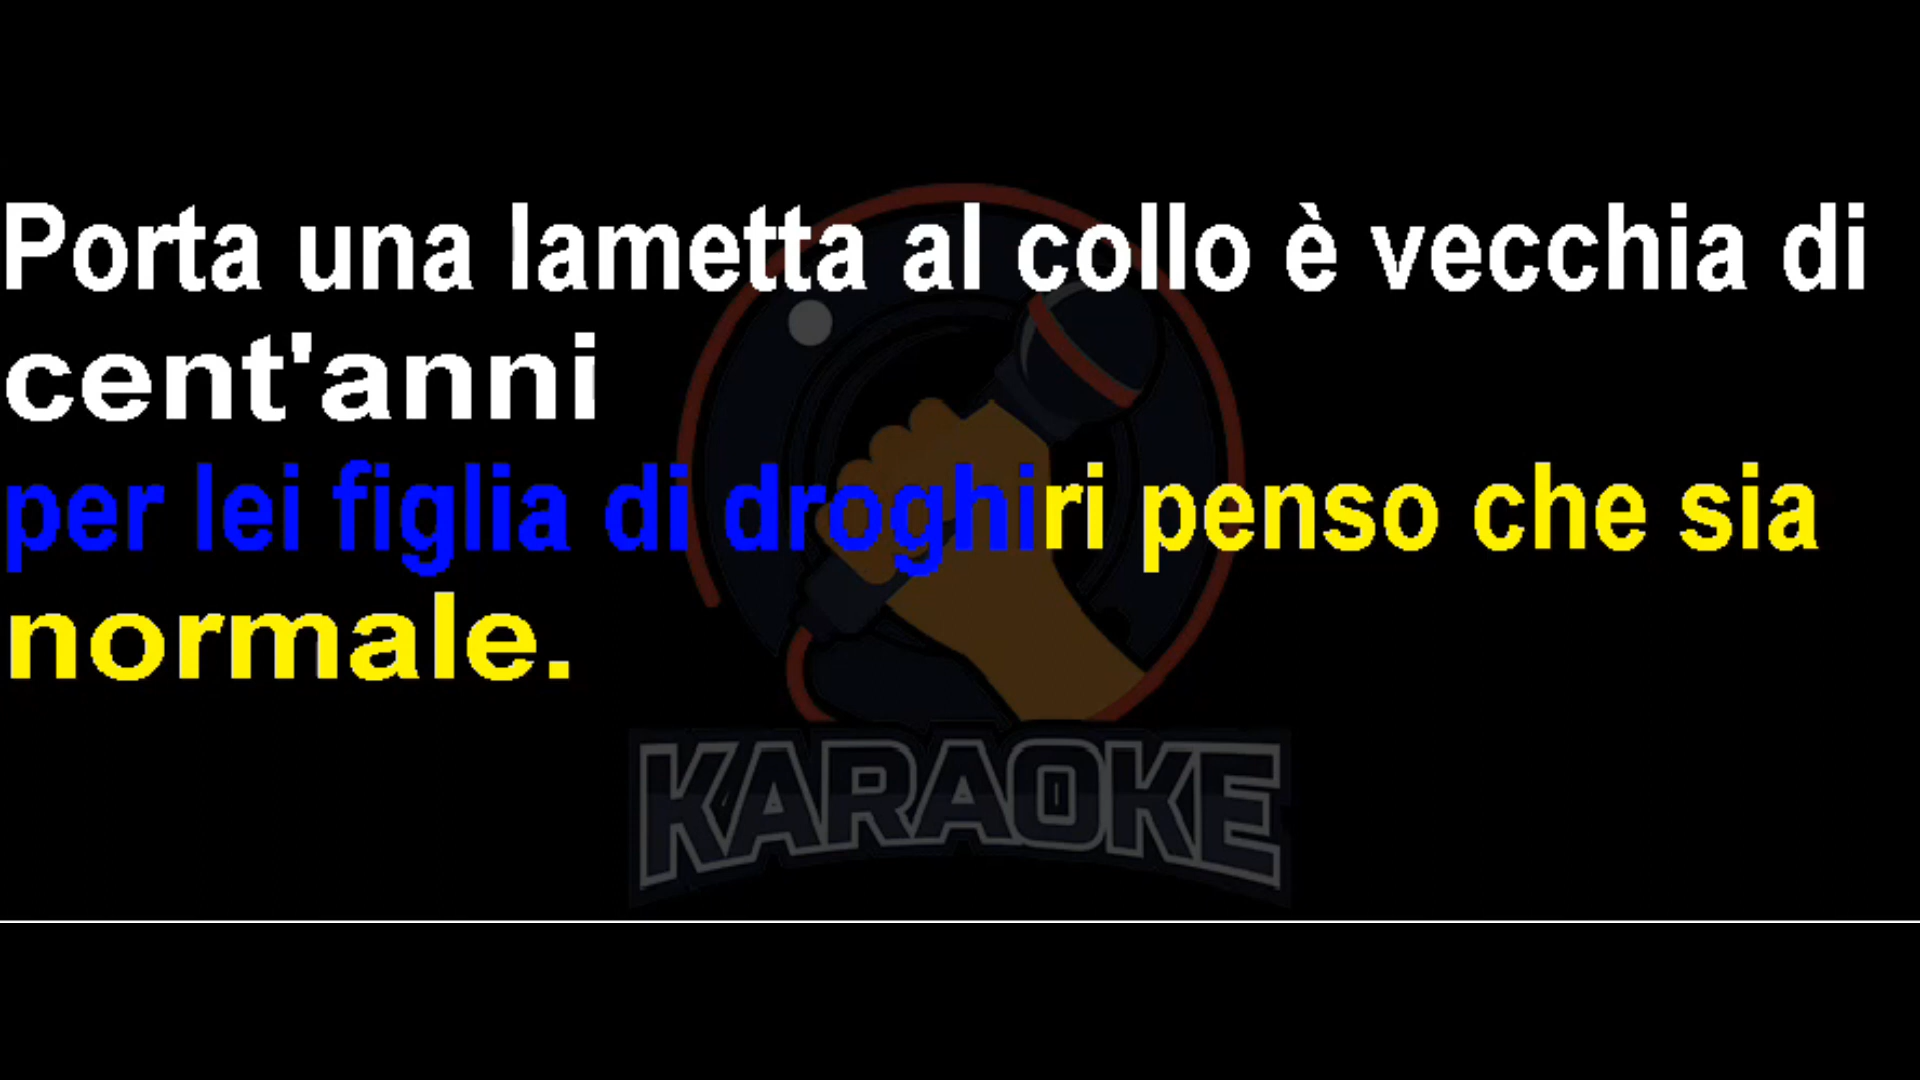 Porta una lametta al collo è vecchia di
cent'anni
per lei figlia di droghiri penso che sia
normale.
KARAOKE